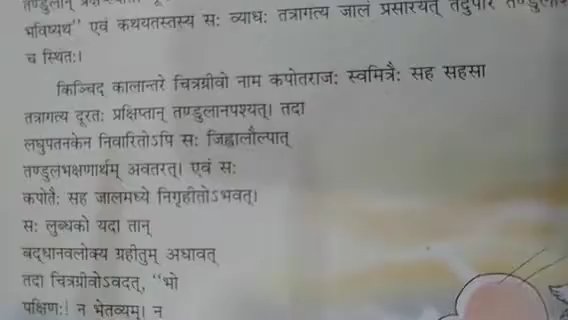 भविष्यथ" एवं कथयतस्तस्य सः व्याधः तत्रागत्य जालं प्रसारयत् तदुपरि
च स्थितः।
किञ्चिद् कालान्तरे चित्रग्रीवो नाम कपोतराजः स्वमित्रैः सह सहसा
तत्रागत्य दूरतः प्रक्षिप्तान् तण्डुलानपश्यत्। तदा
लघुपतनकेन निवारितोऽपि सः जिह्वालौल्पात्
तण्डुलभक्षणार्थम् अवतरत्। एवं सः
कपोतैः सह जालमध्ये निगृहीतोऽभवत्।
सः लुब्धको यदा तान्
बद्धानवलोक्य ग्रहीतुम् अधावत्
तदा चित्रग्रीवोऽवदत्, "भो
पक्षिणः! न भेतव्यम्। न